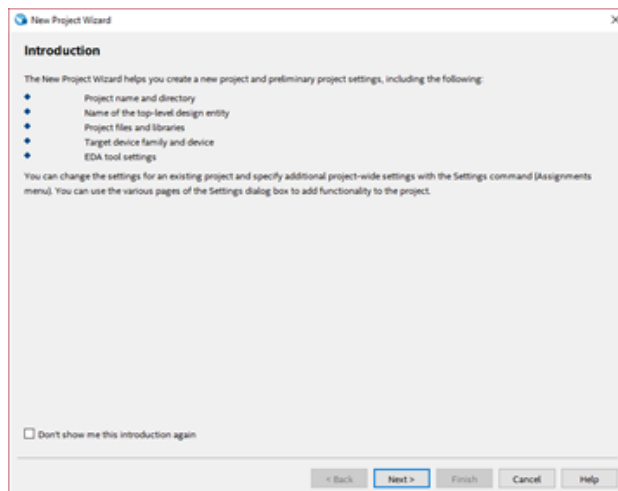 New Project Wizard
Introduction
The New Project Wizard helps you create a new project and preliminary project settings, including the following:
Project name and directory
Name of the top-level design entity
Project files and libraries
Target device family and device
EDA tool settings
You can change the settings for an existing project and specify additional project-wide settings with the Settings command (Assignments
menu). You can use the various pages of the Settings dialog box to add functionality to the project.
Don't show me this introduction again
< Back Next > Finish Cancel Help